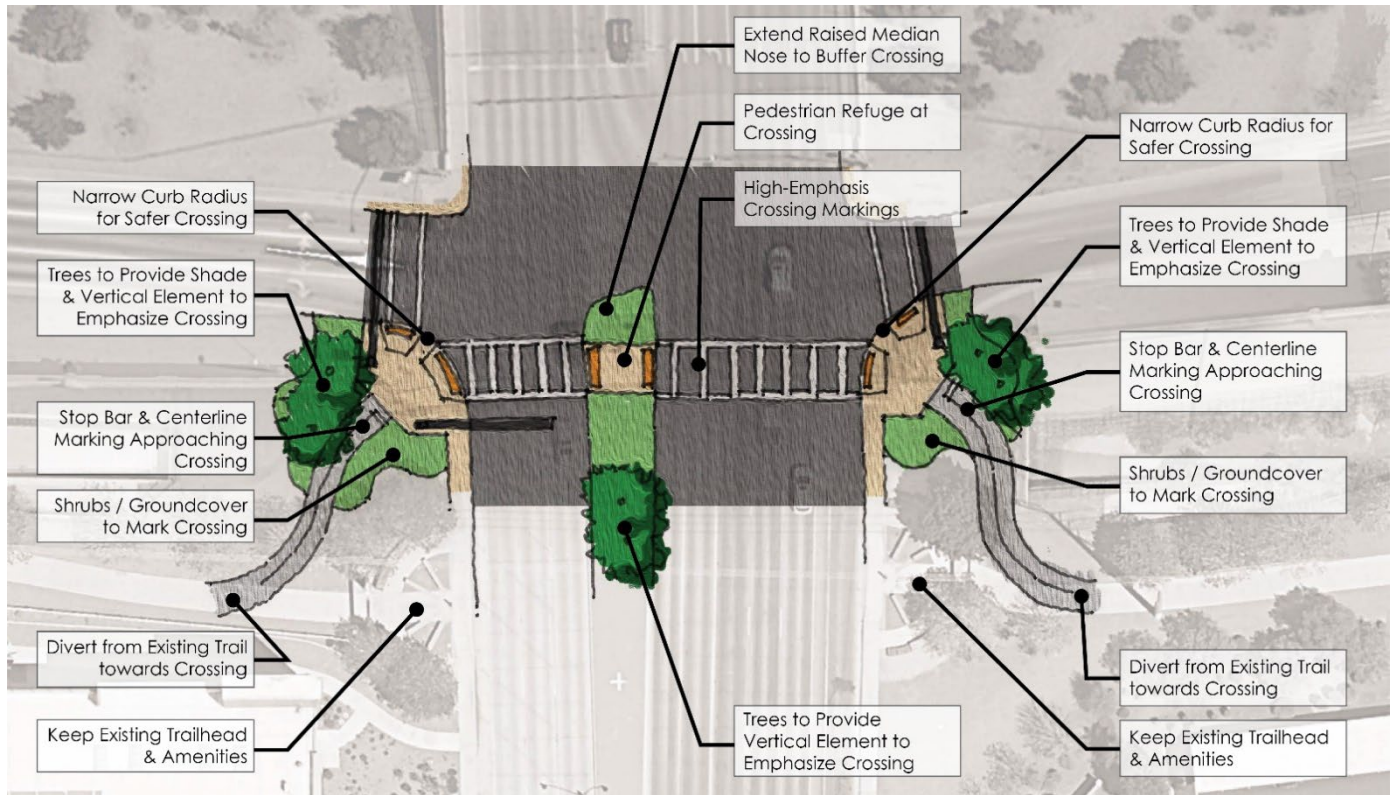 Extend Raised Median
Nose to Buffer Crossing
Pedestrian Refuge at
Crossing
High-Emphasis
Crossing Markings
Narrow Curb Radius
for Safer Crossing
Trees to Provide Shade
& Vertical Element to
Emphasize Crossing
Stop Bar & Centerline
Marking Approaching
Crossing
Shrubs / Groundcover
to Mark Crossing
Divert from Existing Trail
towards Crossing
Keep Existing Trailhead
& Amenities
Trees to Provide
Vertical Element to
Emphasize Crossing
Narrow Curb Radius for
Safer Crossing
Trees to Provide Shade
& Vertical Element to
Emphasize Crossing
Stop Bar & Centerline
Marking Approaching
Crossing
Shrubs / Groundcover
to Mark Crossing
Divert from Existing Trail
towards Crossing
Keep Existing Trailhead
& Amenities